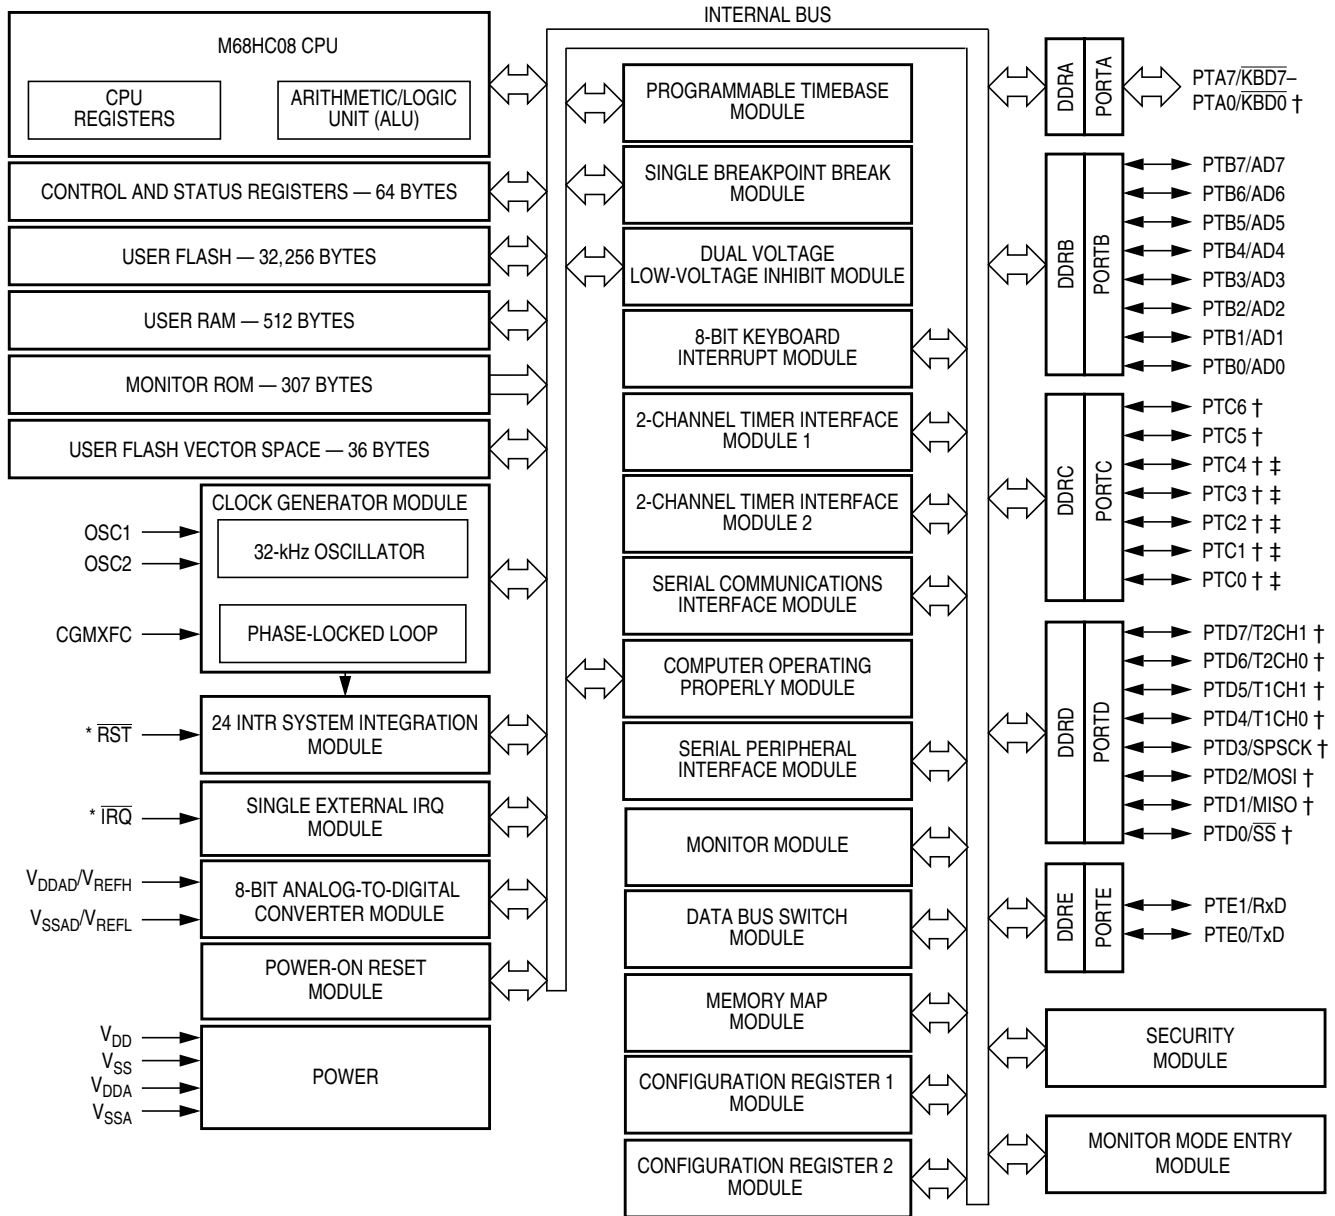 INTERNAL BUS
M68HC08 CPU
CPU
REGISTERS
ARITHMETIC/LOGIC
UNIT (ALU)
CONTROL AND STATUS REGISTERS — 64 BYTES
USER FLASH — 32,256 BYTES
USER RAM — 512 BYTES
MONITOR ROM — 307 BYTES
USER FLASH VECTOR SPACE — 36 BYTES
CLOCK GENERATOR MODULE
32-kHz OSCILLATOR
PHASE-LOCKED LOOP
OSC1
OSC2
CGMXFC
24 INTR SYSTEM INTEGRATION
MODULE
* R̅S̅T̅
SINGLE EXTERNAL IRQ
MODULE
* I̅R̅Q̅
8-BIT ANALOG-TO-DIGITAL
CONVERTER MODULE
VDDAD/VREFH
VSSAD/VREFL
POWER-ON RESET
MODULE
POWER
VDD
VSS
VDDA
VSSA
PROGRAMMABLE TIMEBASE
MODULE
SINGLE BREAKPOINT BREAK
MODULE
DUAL VOLTAGE
LOW-VOLTAGE INHIBIT MODULE
8-BIT KEYBOARD
INTERRUPT MODULE
2-CHANNEL TIMER INTERFACE
MODULE 1
2-CHANNEL TIMER INTERFACE
MODULE 2
SERIAL COMMUNICATIONS
INTERFACE MODULE
COMPUTER OPERATING
PROPERLY MODULE
SERIAL PERIPHERAL
INTERFACE MODULE
MONITOR MODULE
DATA BUS SWITCH
MODULE
MEMORY MAP
MODULE
CONFIGURATION REGISTER 1
MODULE
CONFIGURATION REGISTER 2
MODULE
DDRA
PORTA
PTA7/K̅B̅D̅7̅–
PTA0/K̅B̅D̅0̅ †
DDRB
PORTB
PTB7/AD7
PTB6/AD6
PTB5/AD5
PTB4/AD4
PTB3/AD3
PTB2/AD2
PTB1/AD1
PTB0/AD0
DDRC
PORTC
PTC6 †
PTC5 †
PTC4 † ‡
PTC3 † ‡
PTC2 † ‡
PTC1 † ‡
PTC0 † ‡
DDRD
PORTD
PTD7/T2CH1 †
PTD6/T2CH0 †
PTD5/T1CH1 †
PTD4/T1CH0 †
PTD3/SPSCK †
PTD2/MOSI †
PTD1/MISO †
PTD0/S̅S̅ †
DDRE
PORTE
PTE1/RxD
PTE0/TxD
SECURITY
MODULE
MONITOR MODE ENTRY
MODULE